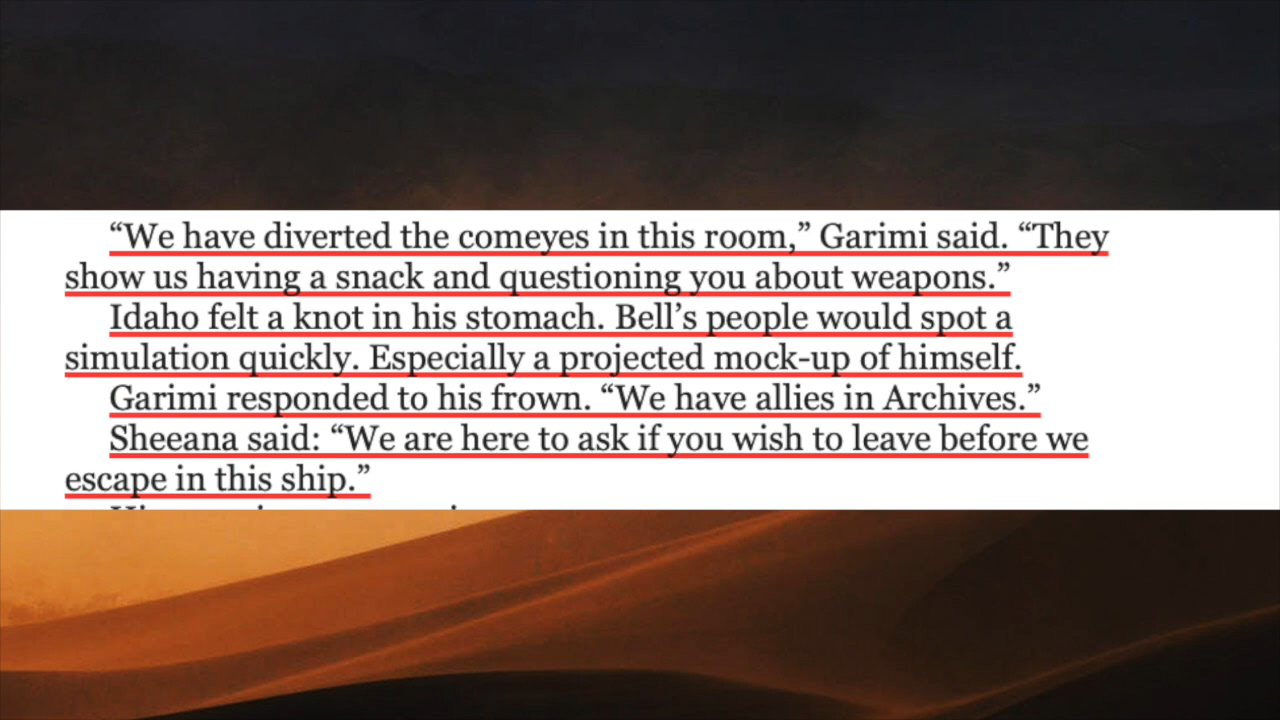 “We have diverted the comeyes in this room,” Garimi said. “They
show us having a snack and questioning you about weapons.”
Idaho felt a knot in his stomach. Bell’s people would spot a
simulation quickly. Especially a projected mock-up of himself.
Garimi responded to his frown. “We have allies in Archives.”
Sheeana said: “We are here to ask if you wish to leave before we
escape in this ship.”